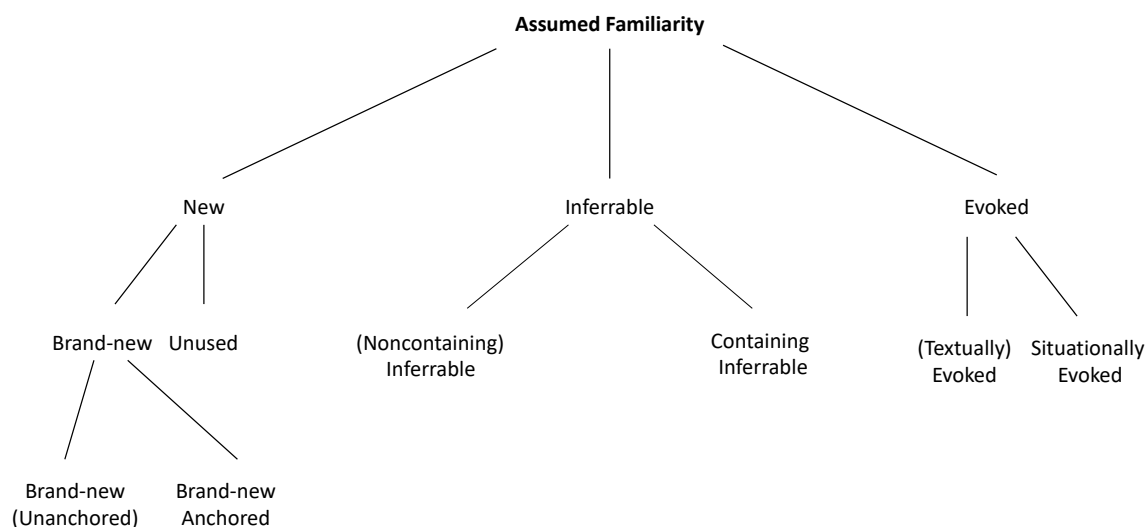 Assumed Familiarity
New
Inferrable
Evoked
Brand-new
Unused
(Noncontaining)
Inferrable
Containing
Inferrable
(Textually)
Evoked
Situationally
Evoked
Brand-new
(Unanchored)
Brand-new
Anchored